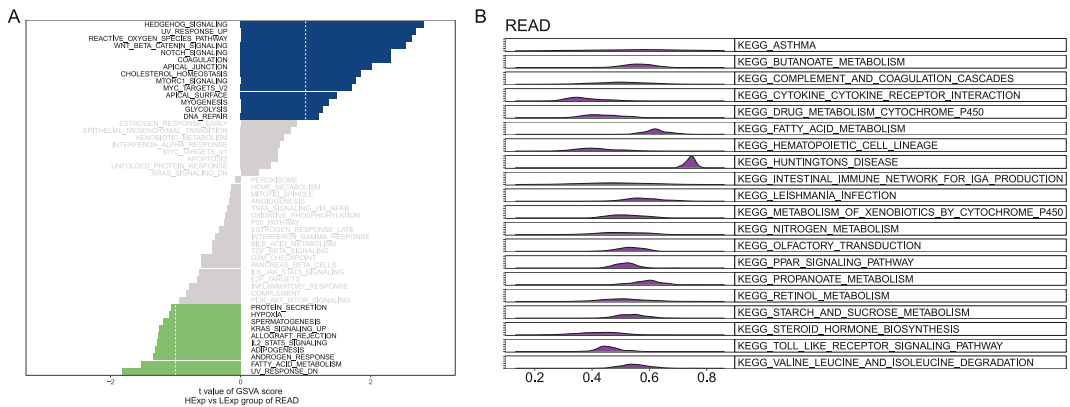 A
HEDGEHOG_SIGNALING
UV_RESPONSE_UP
REACTIVE_OXYGEN_SPECIES_PATHWAY
WNT_BETA_CATENIN_SIGNALING
NOTCH_SIGNALING
COAGULATION
APICAL_JUNCTION
CHOLESTEROL_HOMEOSTASIS
MTORC1_SIGNALING
MYC_TARGETS_V2
APICAL_SURFACE
MYOGENESIS
GLYCOLYSIS
DNA_REPAIR
ESTROGEN_RESPONSE_EARLY
EPITHELIAL_MESENCHYMAL_TRANSITION
XENOBIOTIC_METABOLISM
INTERFERON_ALPHA_RESPONSE
MYC_TARGETS_V1
APOPTOSIS
UNFOLDED_PROTEIN_RESPONSE
KRAS_SIGNALING_DN
PEROXISOME
HEME_METABOLISM
MITOTIC_SPINDLE
ANGIOGENESIS
TNFA_SIGNALING_VIA_NFKB
OXIDATIVE_PHOSPHORYLATION
P53_PATHWAY
ESTROGEN_RESPONSE_LATE
INTERFERON_GAMMA_RESPONSE
BILE_ACID_METABOLISM
TGF_BETA_SIGNALING
G2M_CHECKPOINT
PANCREAS_BETA_CELLS
IL6_JAK_STAT3_SIGNALING
E2F_TARGETS
INFLAMMATORY_RESPONSE
COMPLEMENT
PI3K_AKT_MTOR_SIGNALING
PROTEIN_SECRETION
HYPOXIA
SPERMATOGENESIS
KRAS_SIGNALING_UP
ALLOGRAFT_REJECTION
IL2_STAT5_SIGNALING
ADIPOGENESIS
ANDROGEN_RESPONSE
FATTY_ACID_METABOLISM
UV_RESPONSE_DN
−2 0 2
t value of GSVA score
HExp vs LExp group of READ
B
READ
KEGG_ASTHMA
KEGG_BUTANOATE_METABOLISM
KEGG_COMPLEMENT_AND_COAGULATION_CASCADES
KEGG_CYTOKINE_CYTOKINE_RECEPTOR_INTERACTION
KEGG_DRUG_METABOLISM_CYTOCHROME_P450
KEGG_FATTY_ACID_METABOLISM
KEGG_HEMATOPOIETIC_CELL_LINEAGE
KEGG_HUNTINGTONS_DISEASE
KEGG_INTESTINAL_IMMUNE_NETWORK_FOR_IGA_PRODUCTION
KEGG_LEISHMANIA_INFECTION
KEGG_METABOLISM_OF_XENOBIOTICS_BY_CYTOCHROME_P450
KEGG_NITROGEN_METABOLISM
KEGG_OLFACTORY_TRANSDUCTION
KEGG_PPAR_SIGNALING_PATHWAY
KEGG_PROPANOATE_METABOLISM
KEGG_RETINOL_METABOLISM
KEGG_STARCH_AND_SUCROSE_METABOLISM
KEGG_STEROID_HORMONE_BIOSYNTHESIS
KEGG_TOLL_LIKE_RECEPTOR_SIGNALING_PATHWAY
KEGG_VALINE_LEUCINE_AND_ISOLEUCINE_DEGRADATION
0.2 0.4 0.6 0.8